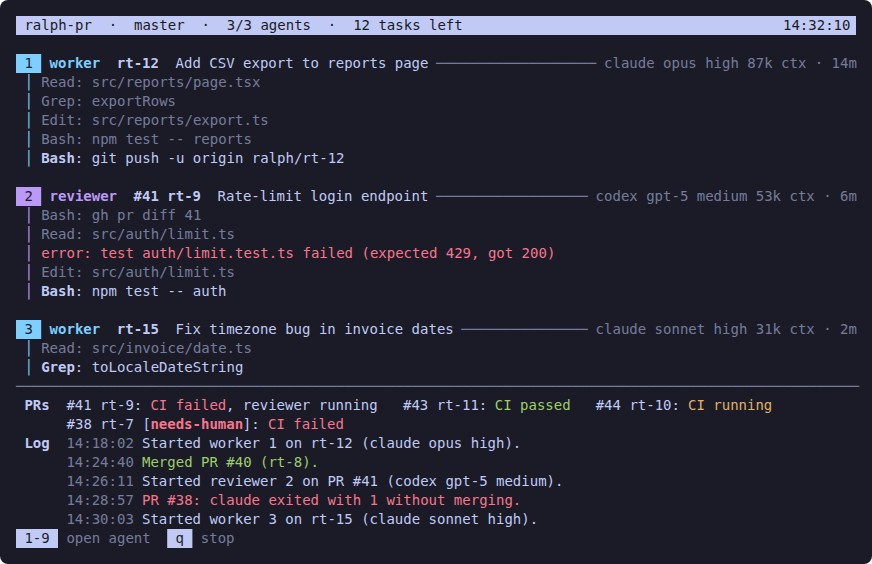 ralph-pr · master · 3/3 agents · 12 tasks left 14:32:10
1 worker rt-12 Add CSV export to reports page claude opus high 87k ctx · 14m
Read: src/reports/page.tsx
Grep: exportRows
Edit: src/reports/export.ts
Bash: npm test -- reports
Bash: git push -u origin ralph/rt-12
2 reviewer #41 rt-9 Rate-limit login endpoint codex gpt-5 medium 53k ctx · 6m
Bash: gh pr diff 41
Read: src/auth/limit.ts
error: test auth/limit.test.ts failed (expected 429, got 200)
Edit: src/auth/limit.ts
Bash: npm test -- auth
3 worker rt-15 Fix timezone bug in invoice dates claude sonnet high 31k ctx · 2m
Read: src/invoice/date.ts
Grep: toLocaleDateString
PRs #41 rt-9: CI failed, reviewer running #43 rt-11: CI passed #44 rt-10: CI running
#38 rt-7 [needs-human]: CI failed
Log 14:18:02 Started worker 1 on rt-12 (claude opus high).
14:24:40 Merged PR #40 (rt-8).
14:26:11 Started reviewer 2 on PR #41 (codex gpt-5 medium).
14:28:57 PR #38: claude exited with 1 without merging.
14:30:03 Started worker 3 on rt-15 (claude sonnet high).
1-9 open agent q stop